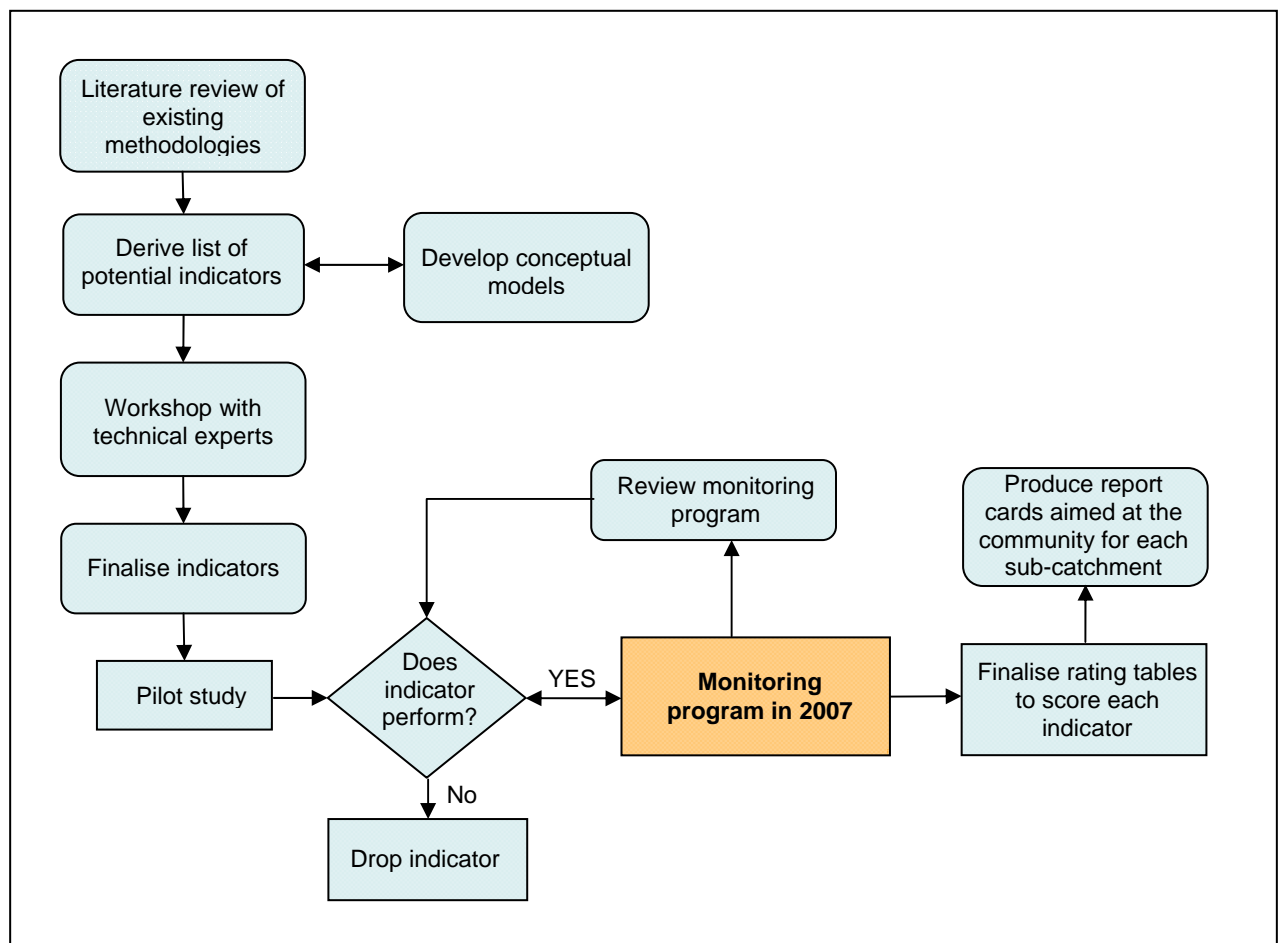 Literature review of
existing
methodologies
Derive list of
potential indicators
Develop conceptual
models
Workshop with
technical experts
Finalise indicators
Pilot study
Does
indicator
perform?
No
Drop indicator
YES
Monitoring
program in 2007
Review monitoring
program
Finalise rating tables
to score each
indicator
Produce report
cards aimed at the
community for each
sub-catchment